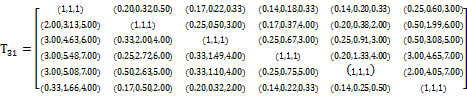 (1,1,1) (0.20,0.32,0.50) (0.17,0.22,0.33) (0.14,0.18,0.33) (0.14,0.20,0.33) (0.25,0.60,3.00)
(2.00,3.13,5.00) (1,1,1) (0.25,0.50,3.00) (0.17,0.37,4.00) (0.20,0.38,2.00) (0.50,1.99,6.00)
(3.00,4.63,6.00) (0.33,2.00,4.00) (1,1,1) (0.25,0.67,3.00) (0.25,0.91,3.00) (0.50,3.08,5.00)
T₃₁ = (3.00,5.48,7.00) (0.25,2.72,6.00) (0.33,1.49,4.00) (1,1,1) (0.20,1.33,4.00) (3.00,4.65,7.00)
(3.00,5.08,7.00) (0.50,2.63,5.00) (0.33,1.10,4.00) (0.25,0.75,5.00) (1,1,1) (2.00,4.05,7.00)
(0.33,1.66,4.00) (0.17,0.50,2.00) (0.20,0.32,2.00) (0.14,0.22,0.33) (0.14,0.25,0.50) (1,1,1)